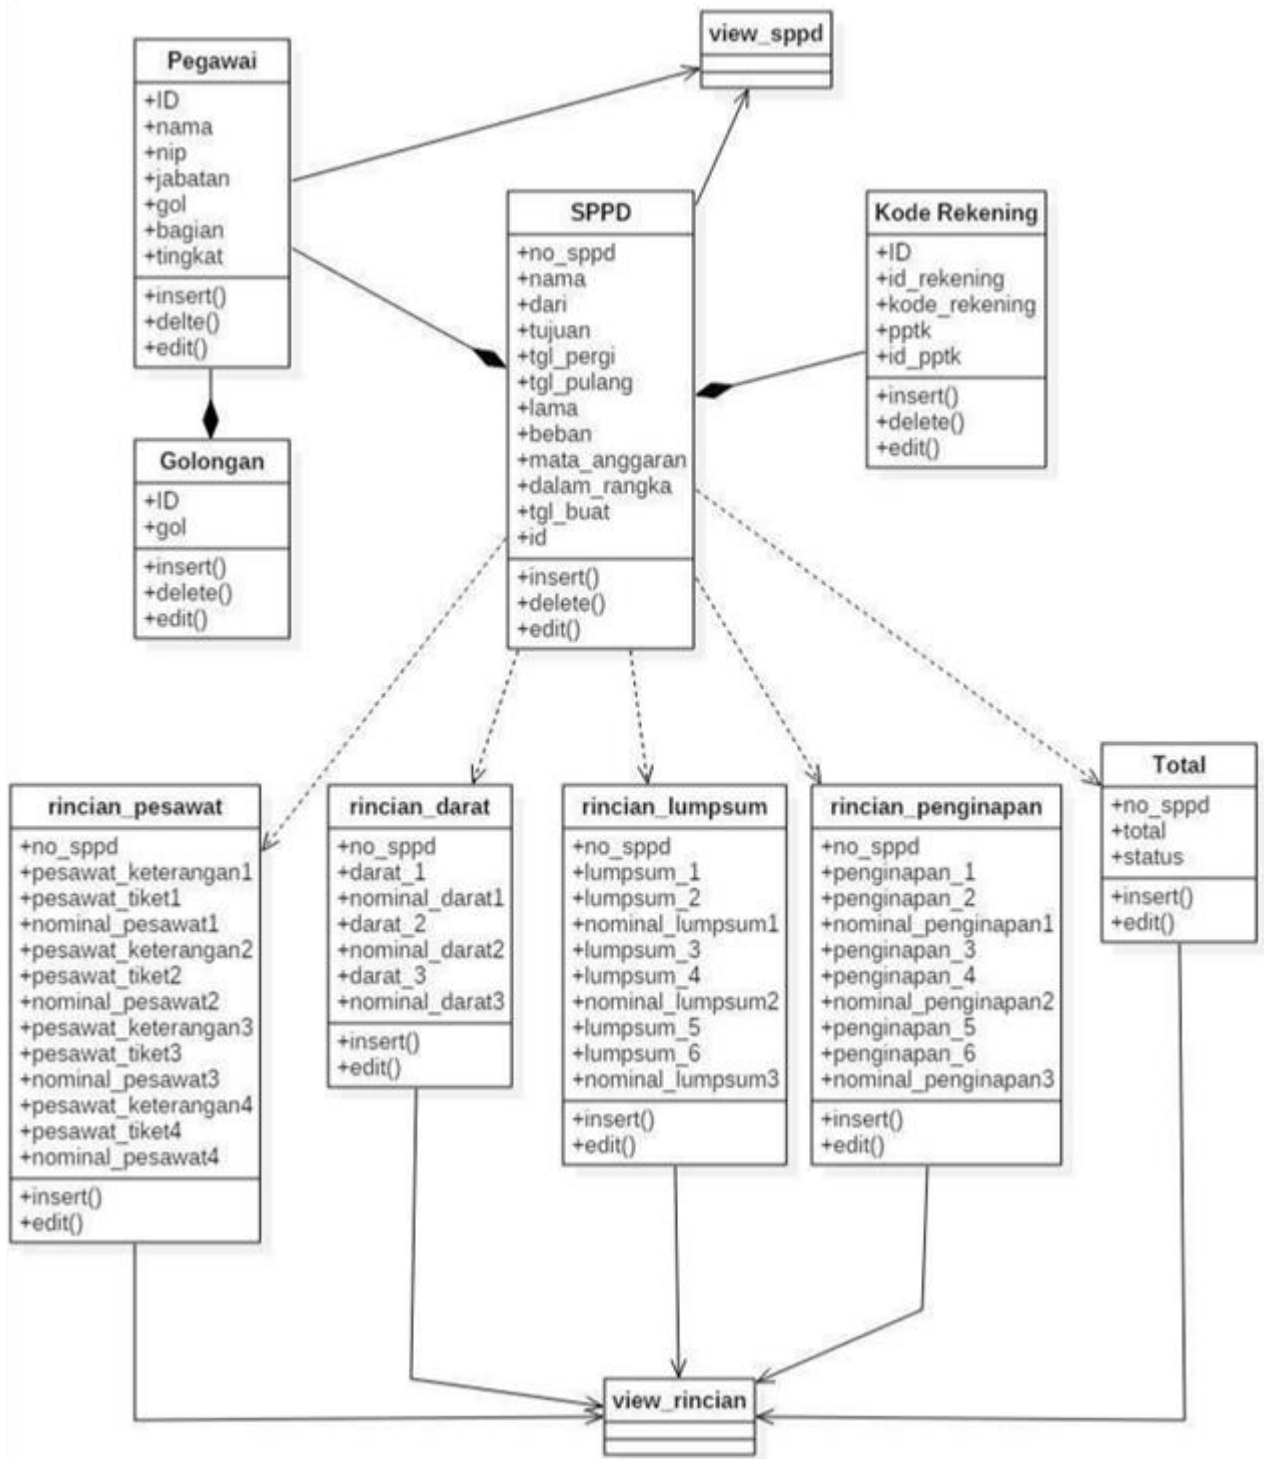 view_sppd
Pegawai
+ID
+nama
+nip
+jabatan
+gol
+bagian
+tingkat
+insert()
+delte()
+edit()
SPPD
+no_sppd
+nama
+dari
+tujuan
+tgl_pergi
+tgl_pulang
+lama
+beban
+mata_anggaran
+dalam_rangka
+tgl_buat
+id
+insert()
+delete()
+edit()
Kode Rekening
+ID
+id_rekening
+kode_rekening
+pptk
+id_pptk
+insert()
+delete()
+edit()
Golongan
+ID
+gol
+insert()
+delete()
+edit()
rincian_pesawat
+no_sppd
+pesawat_keterangan1
+pesawat_tiket1
+nominal_pesawat1
+pesawat_keterangan2
+pesawat_tiket2
+nominal_pesawat2
+pesawat_keterangan3
+pesawat_tiket3
+nominal_pesawat3
+pesawat_keterangan4
+pesawat_tiket4
+nominal_pesawat4
+insert()
+edit()
rincian_darat
+no_sppd
+darat_1
+nominal_darat1
+darat_2
+nominal_darat2
+darat_3
+nominal_darat3
+insert()
+edit()
rincian_lumpsum
+no_sppd
+lumpsum_1
+lumpsum_2
+nominal_lumpsum1
+lumpsum_3
+lumpsum_4
+nominal_lumpsum2
+lumpsum_5
+lumpsum_6
+nominal_lumpsum3
+insert()
+edit()
rincian_penginapan
+no_sppd
+penginapan_1
+penginapan_2
+nominal_penginapan1
+penginapan_3
+penginapan_4
+nominal_penginapan2
+penginapan_5
+penginapan_6
+nominal_penginapan3
+insert()
+edit()
Total
+no_sppd
+total
+status
+insert()
+edit()
view_rincian